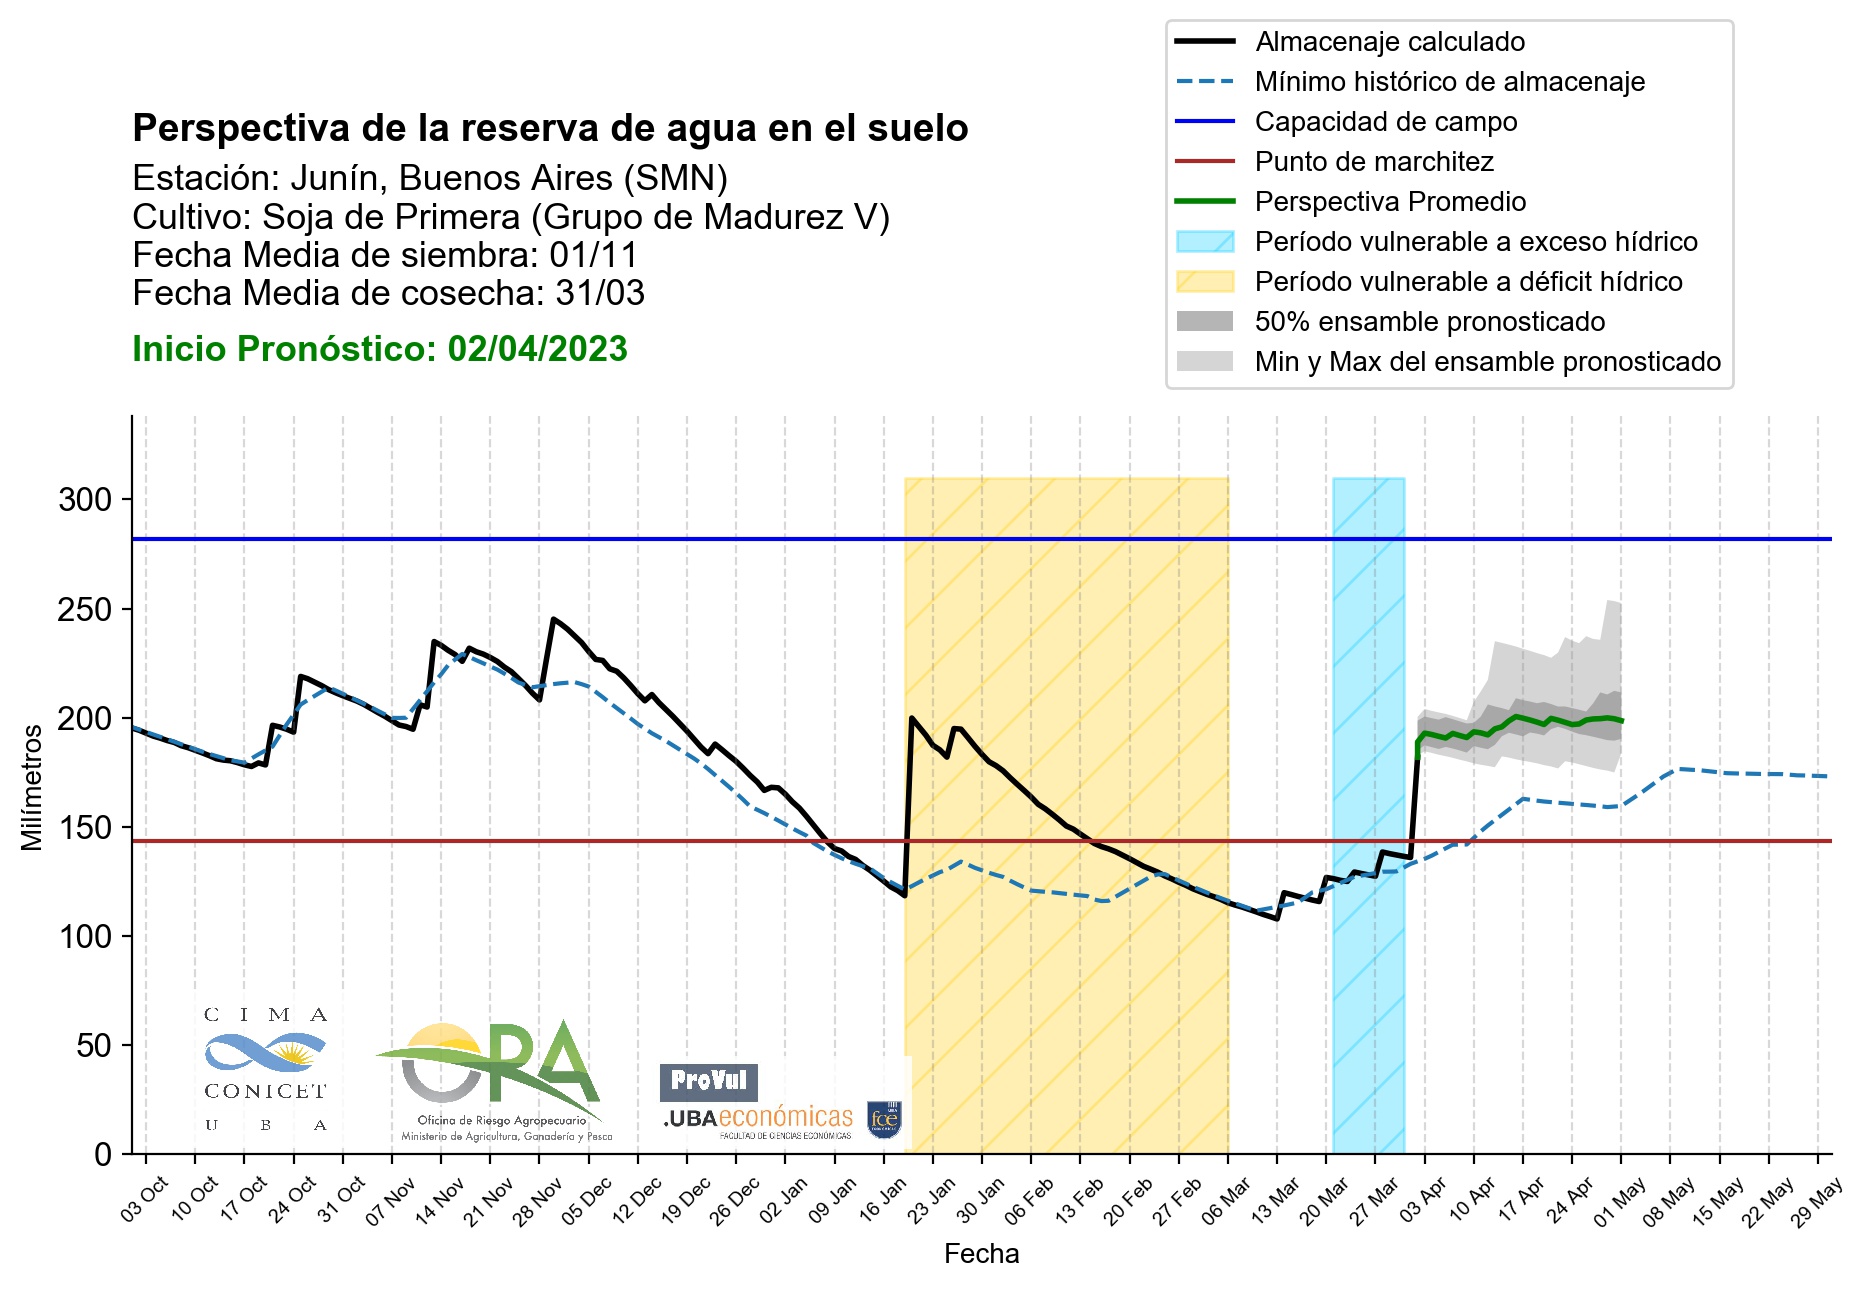 Almacenaje calculado
Mínimo histórico de almacenaje
Capacidad de campo
Punto de marchitez
Perspectiva Promedio
Período vulnerable a exceso hídrico
Período vulnerable a déficit hídrico
50% ensamble pronosticado
Min y Max del ensamble pronosticado
Perspectiva de la reserva de agua en el suelo
Estación: Junín, Buenos Aires (SMN)
Cultivo: Soja de Primera (Grupo de Madurez V)
Fecha Media de siembra: 01/11
Fecha Media de cosecha: 31/03
Inicio Pronóstico: 02/04/2023
Milímetros
300
250
200
150
100
50
0
C I M A
CONICET
U B A
ORA
Oficina de Riesgo Agropecuario
Ministerio de Agricultura, Ganadería y Pesca
ProVul
.UBAeconómicas
FACULTAD DE CIENCIAS ECONÓMICAS
UBA
fce
ECONÓMICAS
03 Oct
10 Oct
17 Oct
24 Oct
31 Oct
07 Nov
14 Nov
21 Nov
28 Nov
05 Dec
12 Dec
19 Dec
26 Dec
02 Jan
09 Jan
16 Jan
23 Jan
30 Jan
06 Feb
13 Feb
20 Feb
27 Feb
06 Mar
13 Mar
20 Mar
27 Mar
03 Apr
10 Apr
17 Apr
24 Apr
01 May
08 May
15 May
22 May
29 May
Fecha